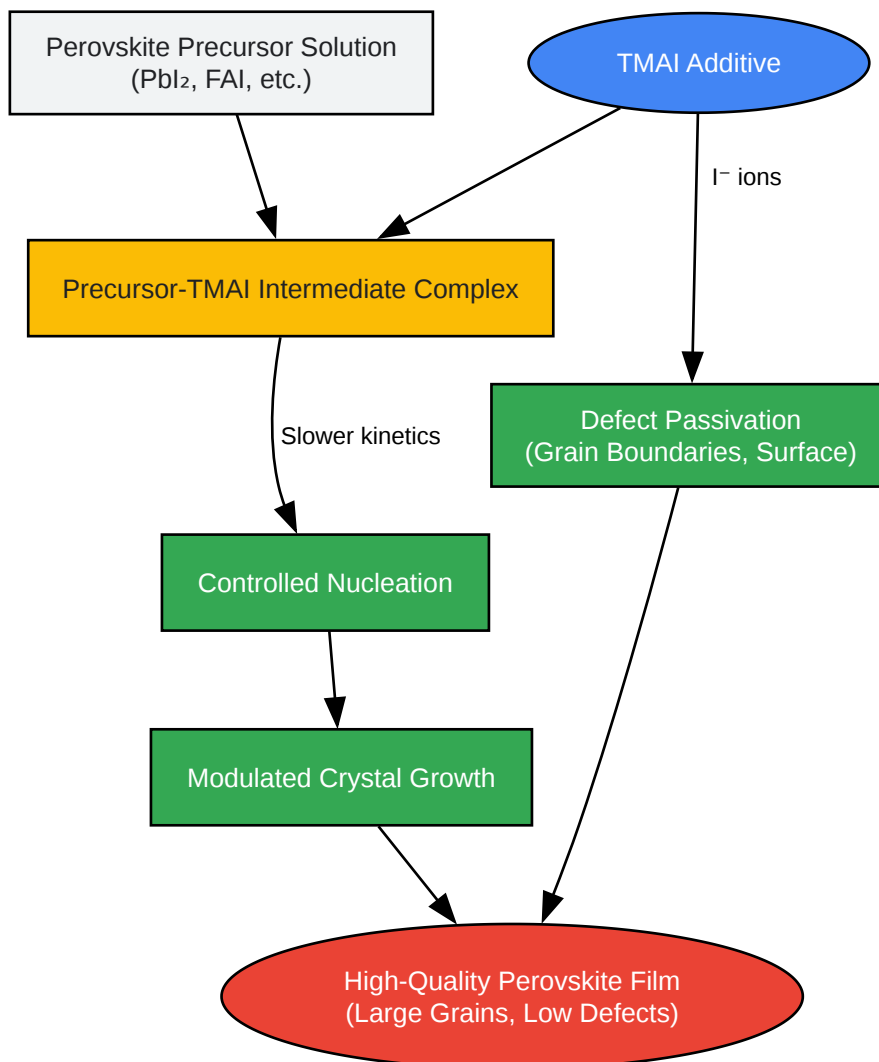 Perovskite Precursor Solution
(PbI₂, FAI, etc.)
TMAI Additive
I⁻ ions
Precursor-TMAI Intermediate Complex
Slower kinetics
Defect Passivation
(Grain Boundaries, Surface)
Controlled Nucleation
Modulated Crystal Growth
High-Quality Perovskite Film
(Large Grains, Low Defects)